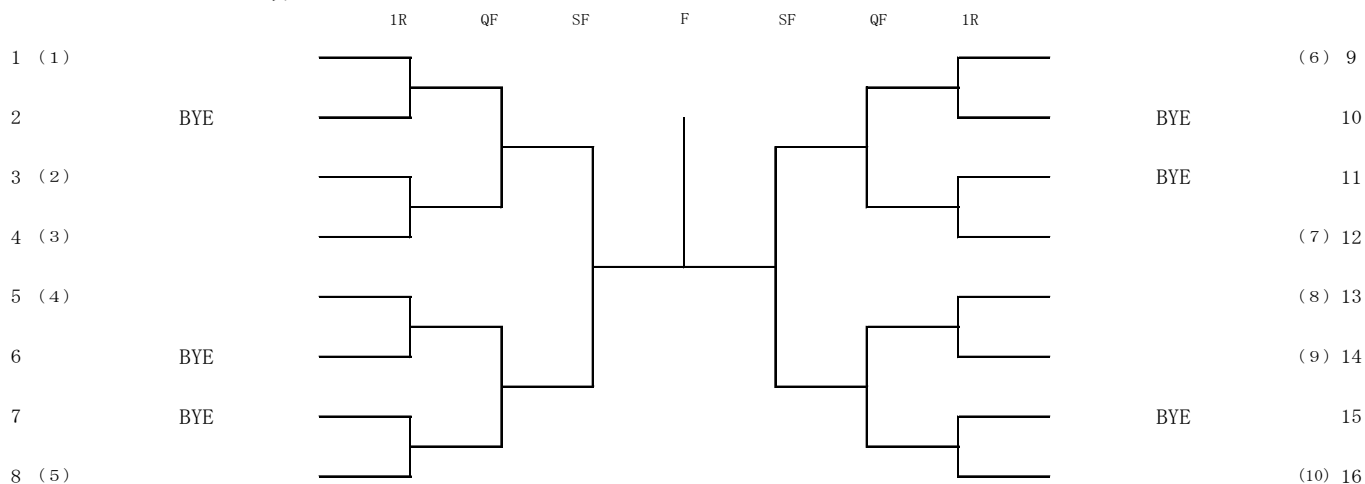 1R QF SF F SF QF 1R
1 (1) (6) 9
2 BYE BYE 10
3 (2) BYE 11
4 (3) (7) 12
5 (4) (8) 13
6 BYE (9) 14
7 BYE BYE 15
8 (5) (10) 16